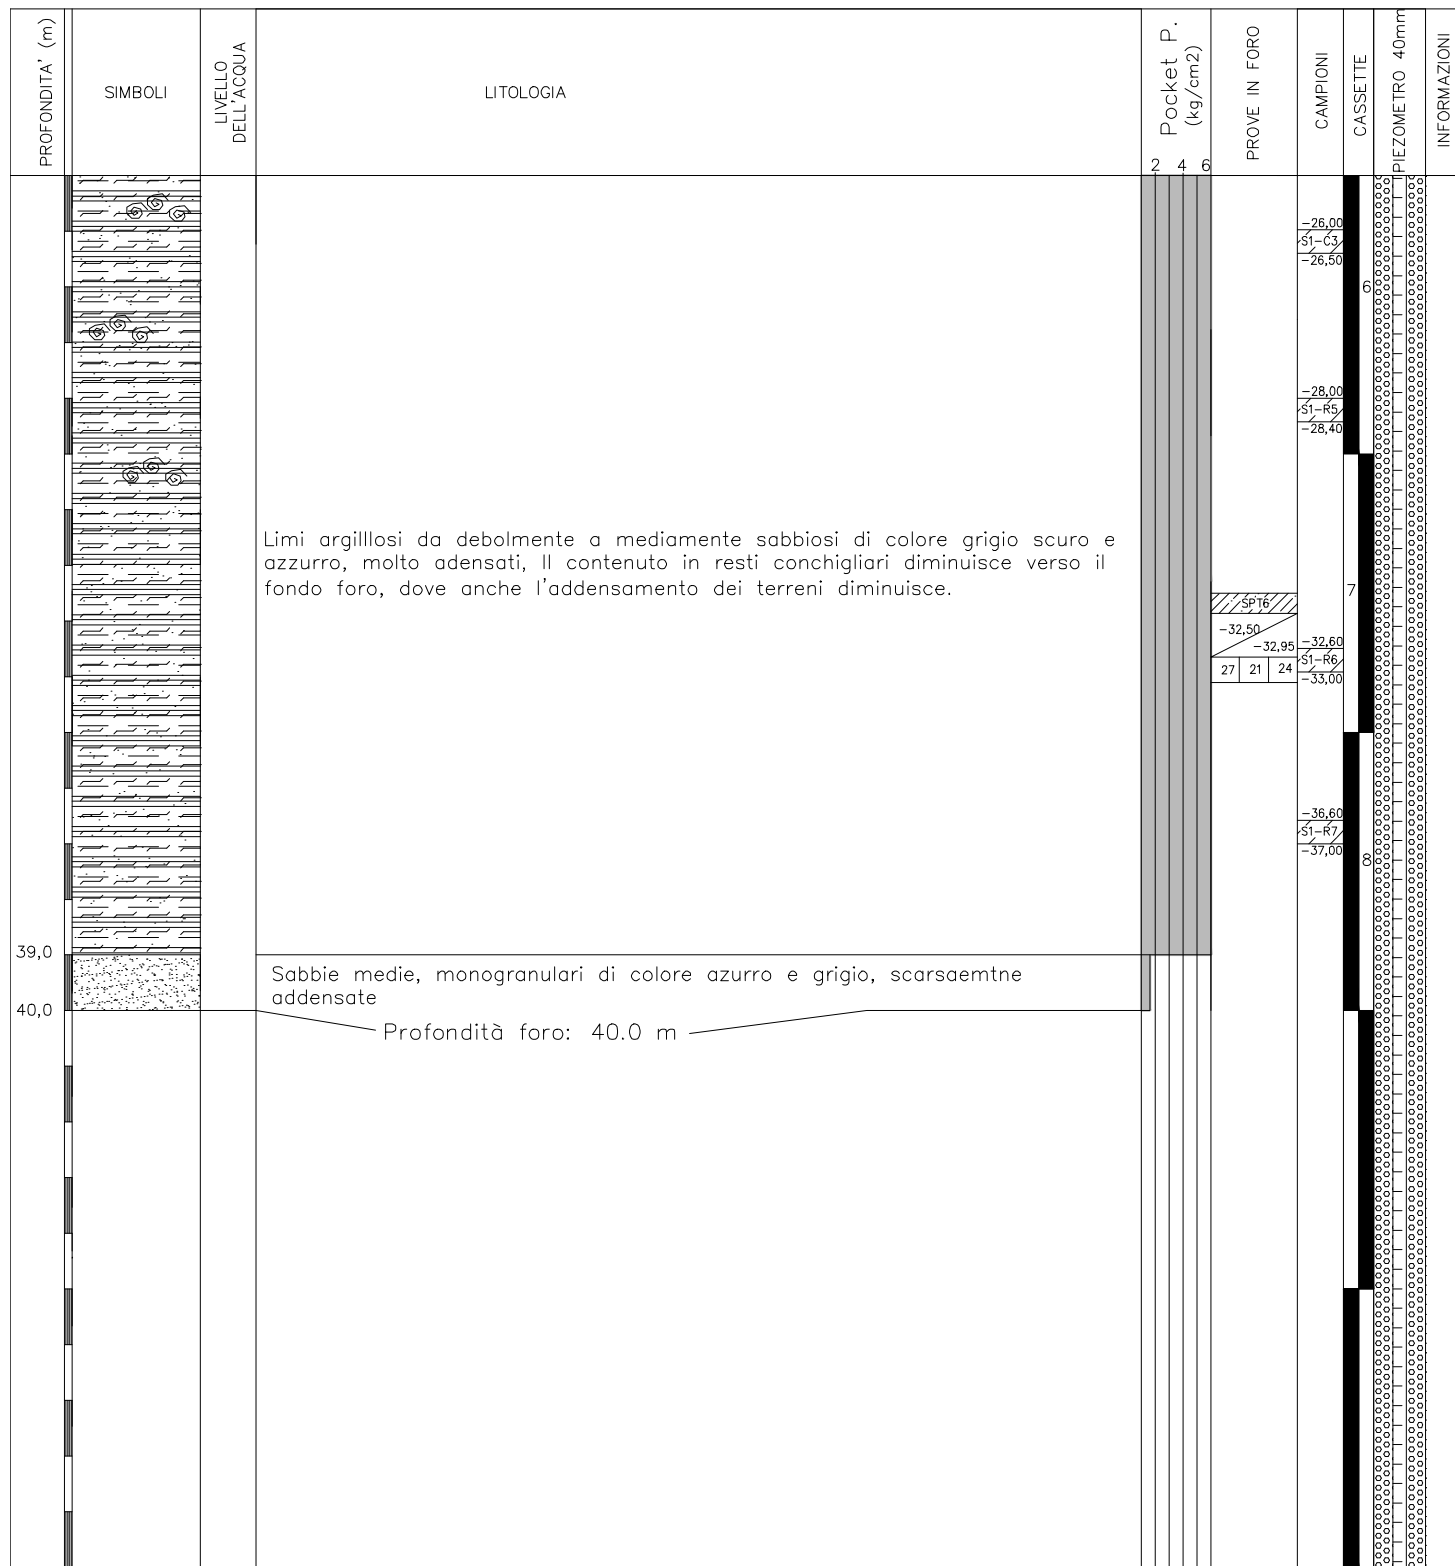 PROFONDITA' (m)
SIMBOLI
LIVELLO
DELL'ACQUA
LITOLOGIA
Pocket P.
(kg/cm2)
2 4 6
PROVE IN FORO
CAMPIONI
CASSETTE
PIEZOMETRO 40mm
INFORMAZIONI
-26,00
S1-C3
-26,50
6
-28,00
S1-R5
-28,40
Limi argilllosi da debolmente a mediamente sabbiosi di colore grigio scuro e
azzurro, molto adensati, Il contenuto in resti conchigliari diminuisce verso il
fondo foro, dove anche l'addensamento dei terreni diminuisce.
7
SPT6
-32,50
-32,95
27 21 24
-32,60
S1-R6
-33,00
-36,60
S1-R7
-37,00
8
39,0
Sabbie medie, monogranulari di colore azurro e grigio, scarsaemtne
addensate
40,0
Profondità foro: 40.0 m